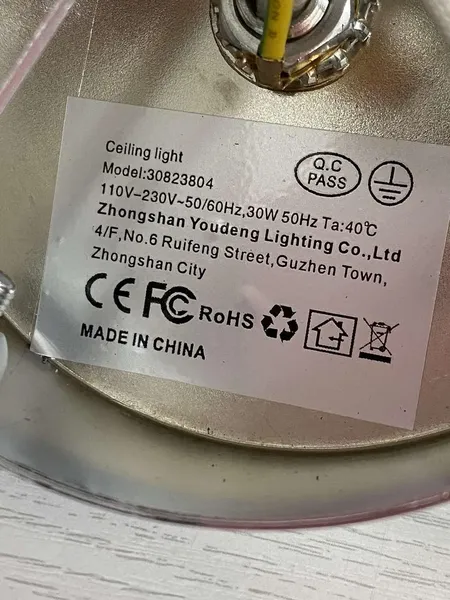 Ceiling light
Model:30823804
Q.C
PASS
110V-230V~50/60Hz,30W 50Hz Ta:40℃
Zhongshan Youdeng Lighting Co.,Ltd
4/F,No.6 Ruifeng Street,Guzhen Town,
Zhongshan City
CE FC RoHS
MADE IN CHINA